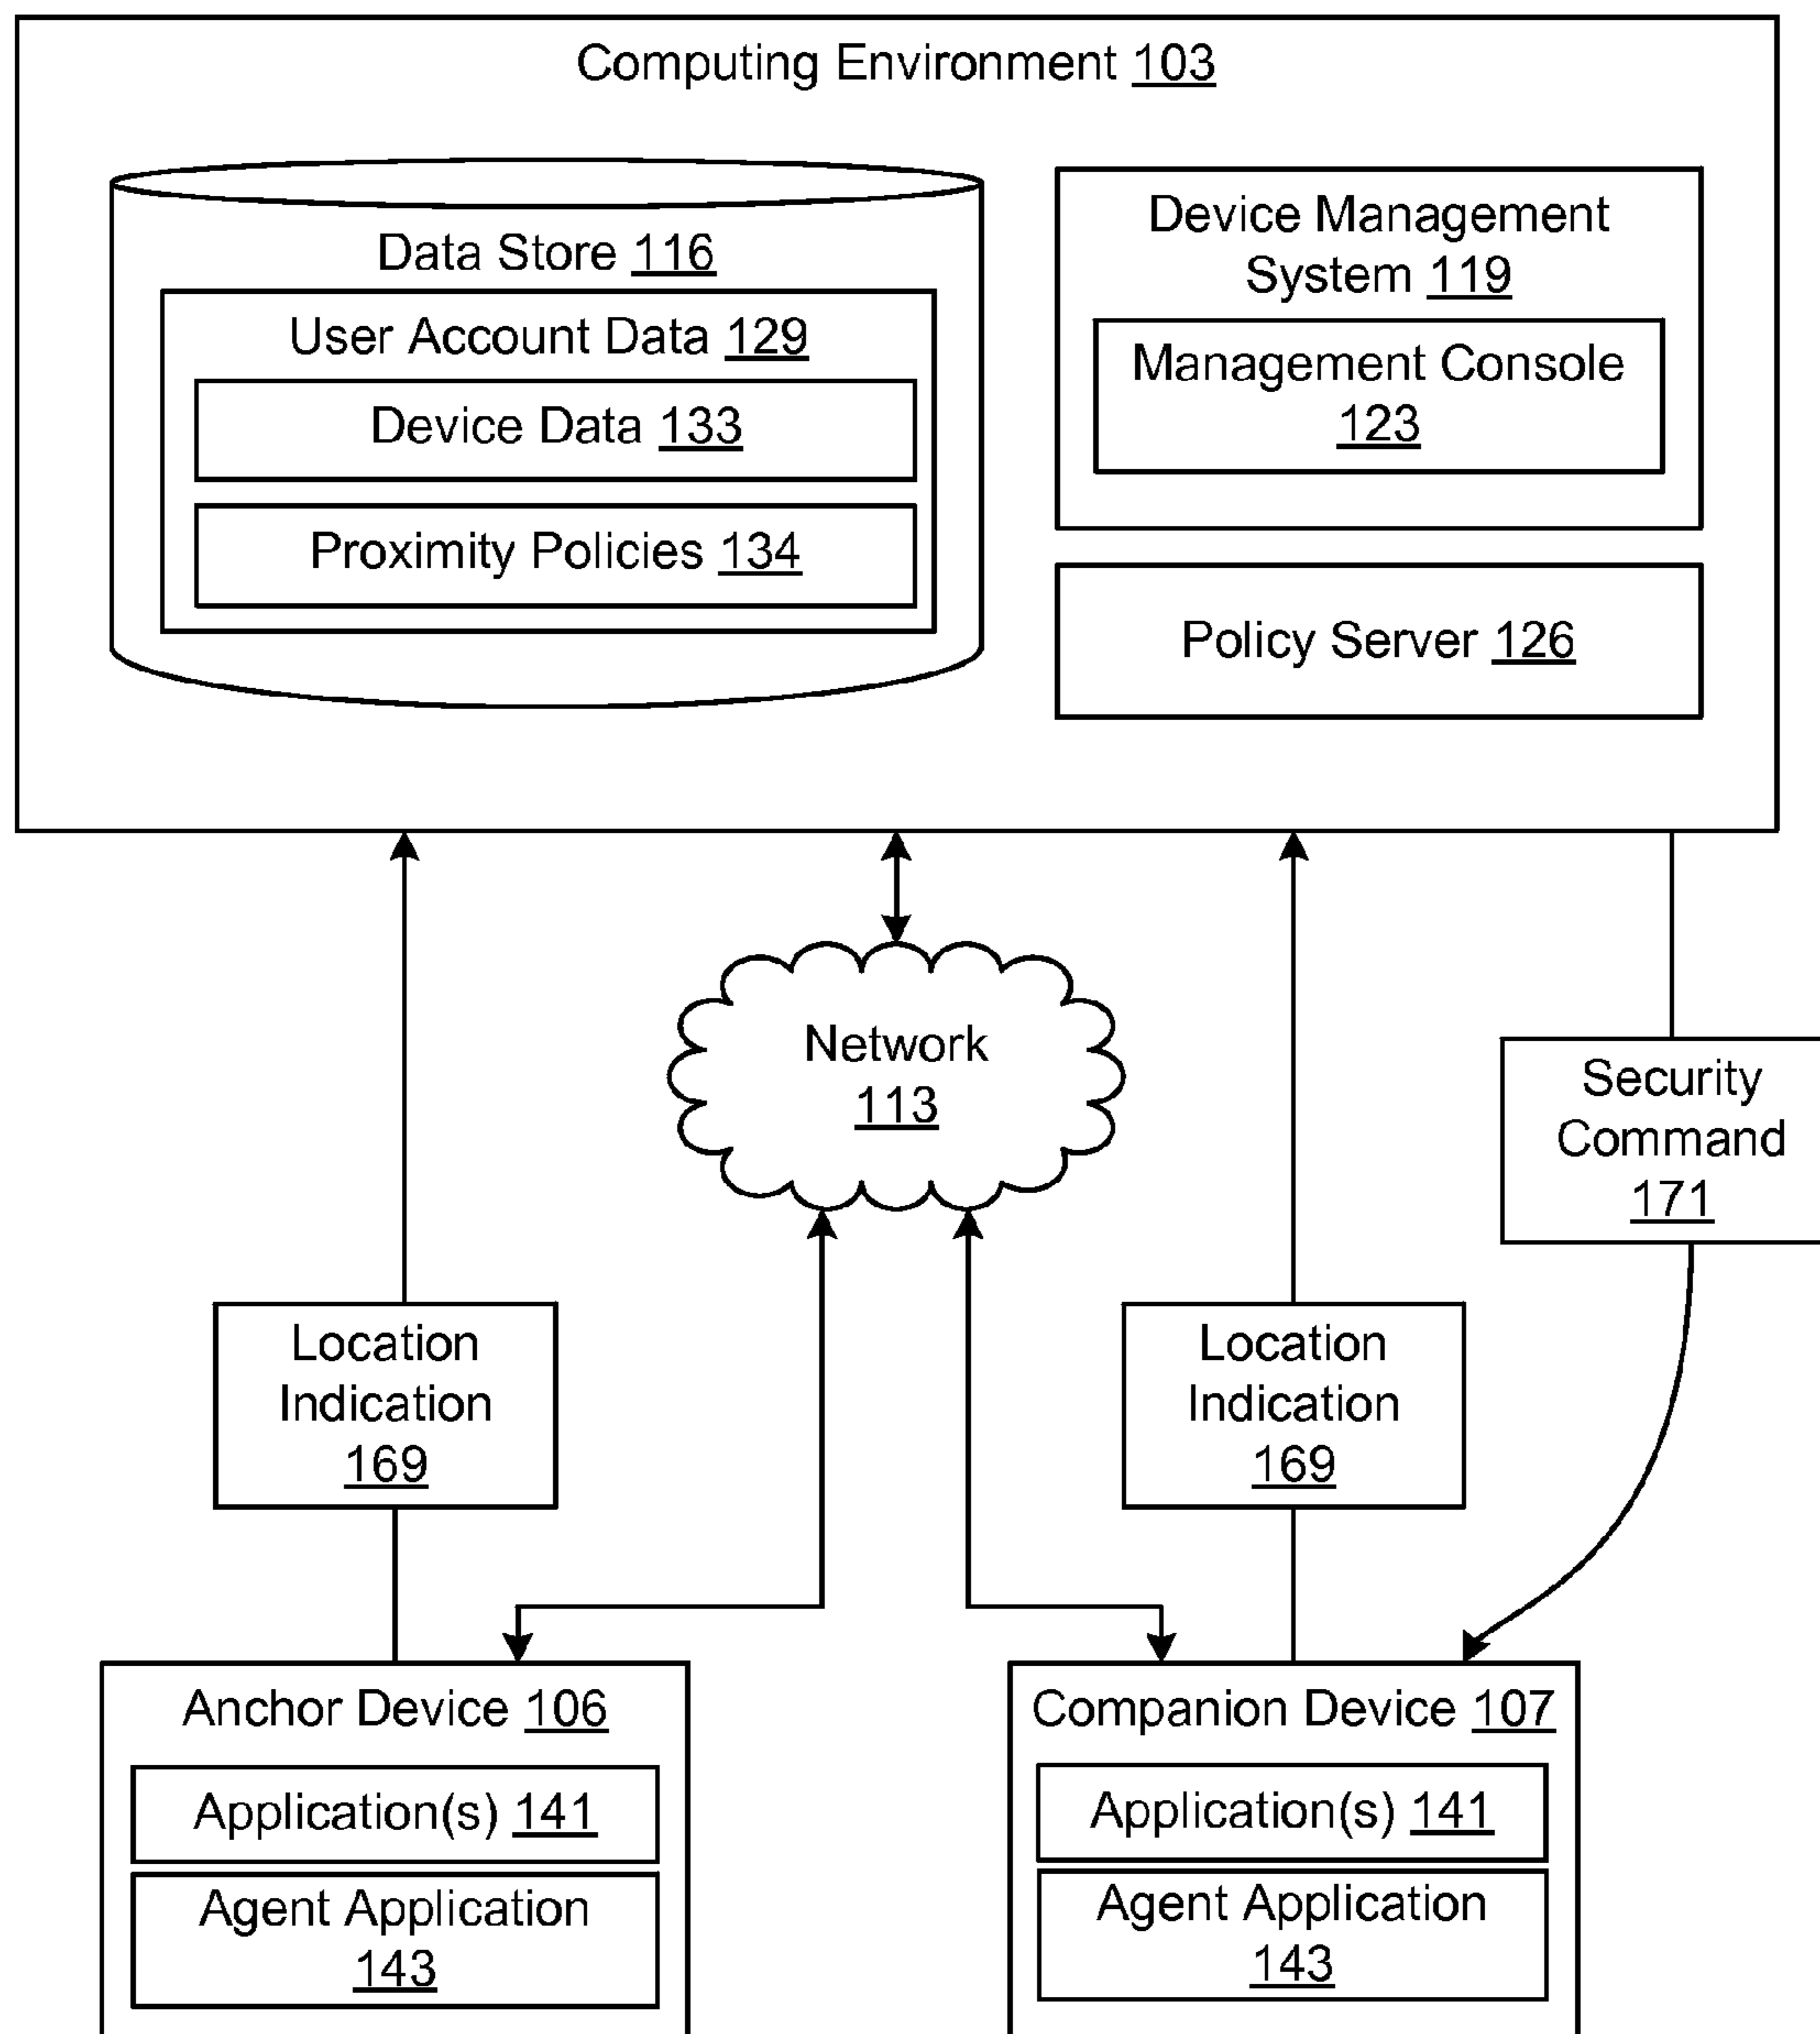 Computing Environment 103
Data Store 116
User Account Data 129
Device Data 133
Proximity Policies 134
Device Management
System 119
Management Console
123
Policy Server 126
Network
113
Security
Command
171
Location
Indication
169
Location
Indication
169
Anchor Device 106
Application(s) 141
Agent Application
143
Companion Device 107
Application(s) 141
Agent Application
143